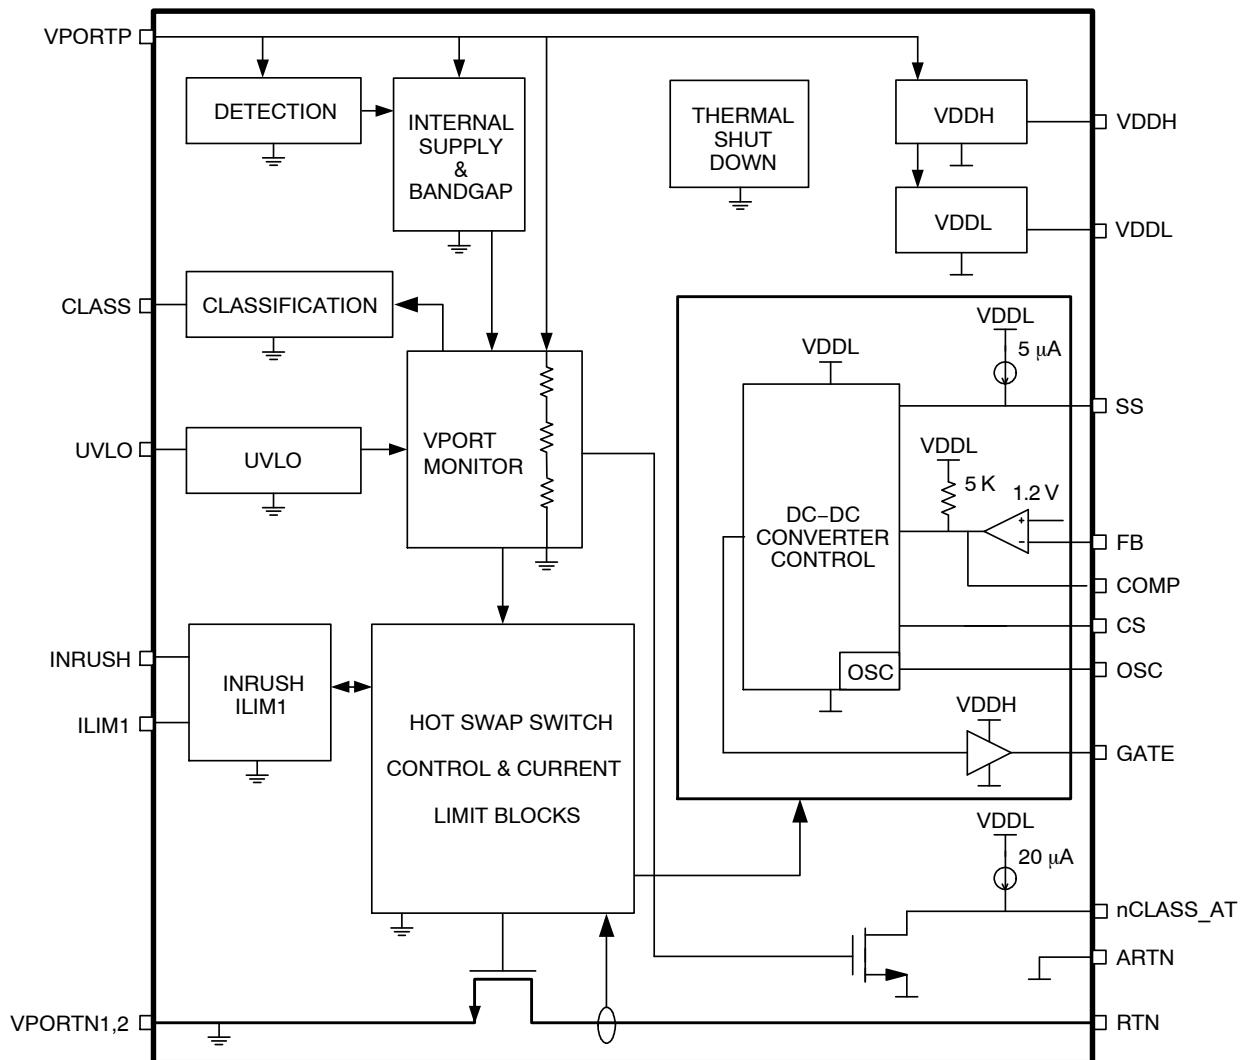 VPORTP
DETECTION
INTERNAL
SUPPLY
&
BANDGAP
THERMAL
SHUT
DOWN
VDDH
VDDH
VDDL
VDDL
CLASS
CLASSIFICATION
VDDL
5 μA
VDDL
SS
UVLO
UVLO
VPORT
MONITOR
VDDL
5 K
1.2 V
+
−
DC−DC
CONVERTER
CONTROL
FB
COMP
CS
OSC
OSC
INRUSH
ILIM1
INRUSH
ILIM1
HOT SWAP SWITCH
CONTROL & CURRENT
LIMIT BLOCKS
VDDH
GATE
VDDL
20 μA
nCLASS_AT
ARTN
VPORTN1,2
RTN